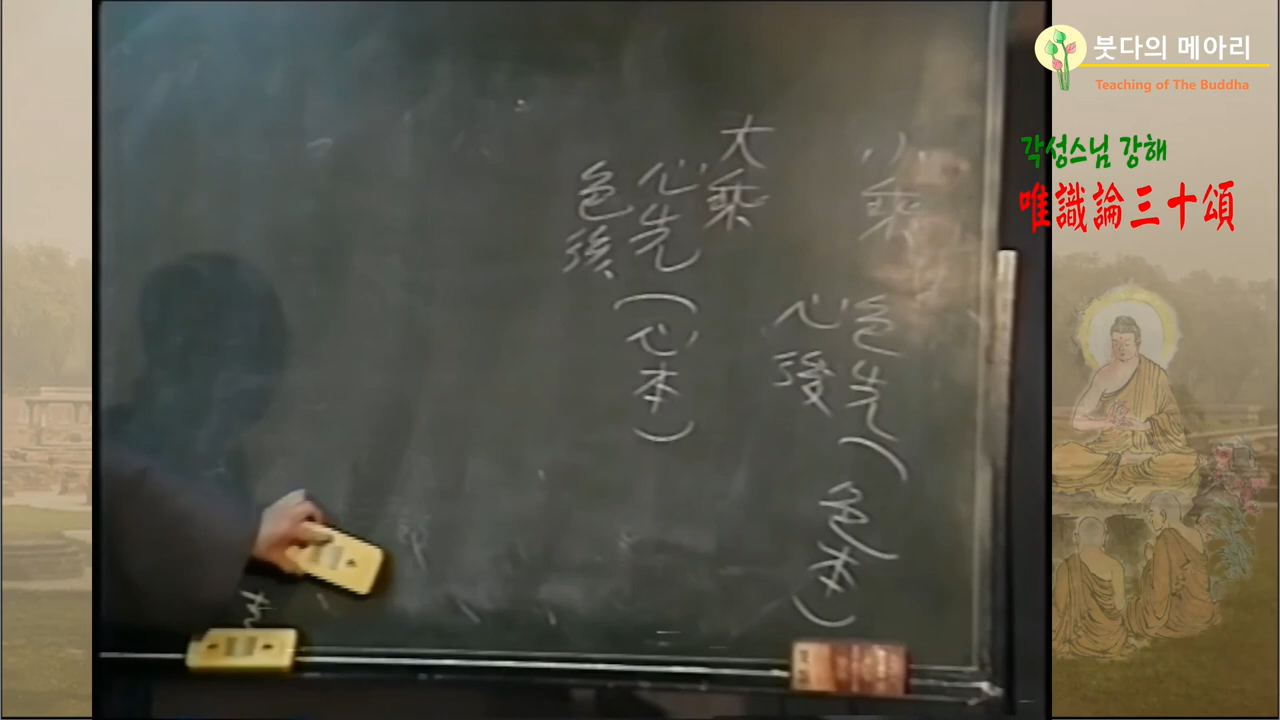 붓다의 메아리
Teaching of The Buddha
각성스님 강해
唯識論三十頌
小乘
色先(色本)
心後
大乘
心先(心本)
色後